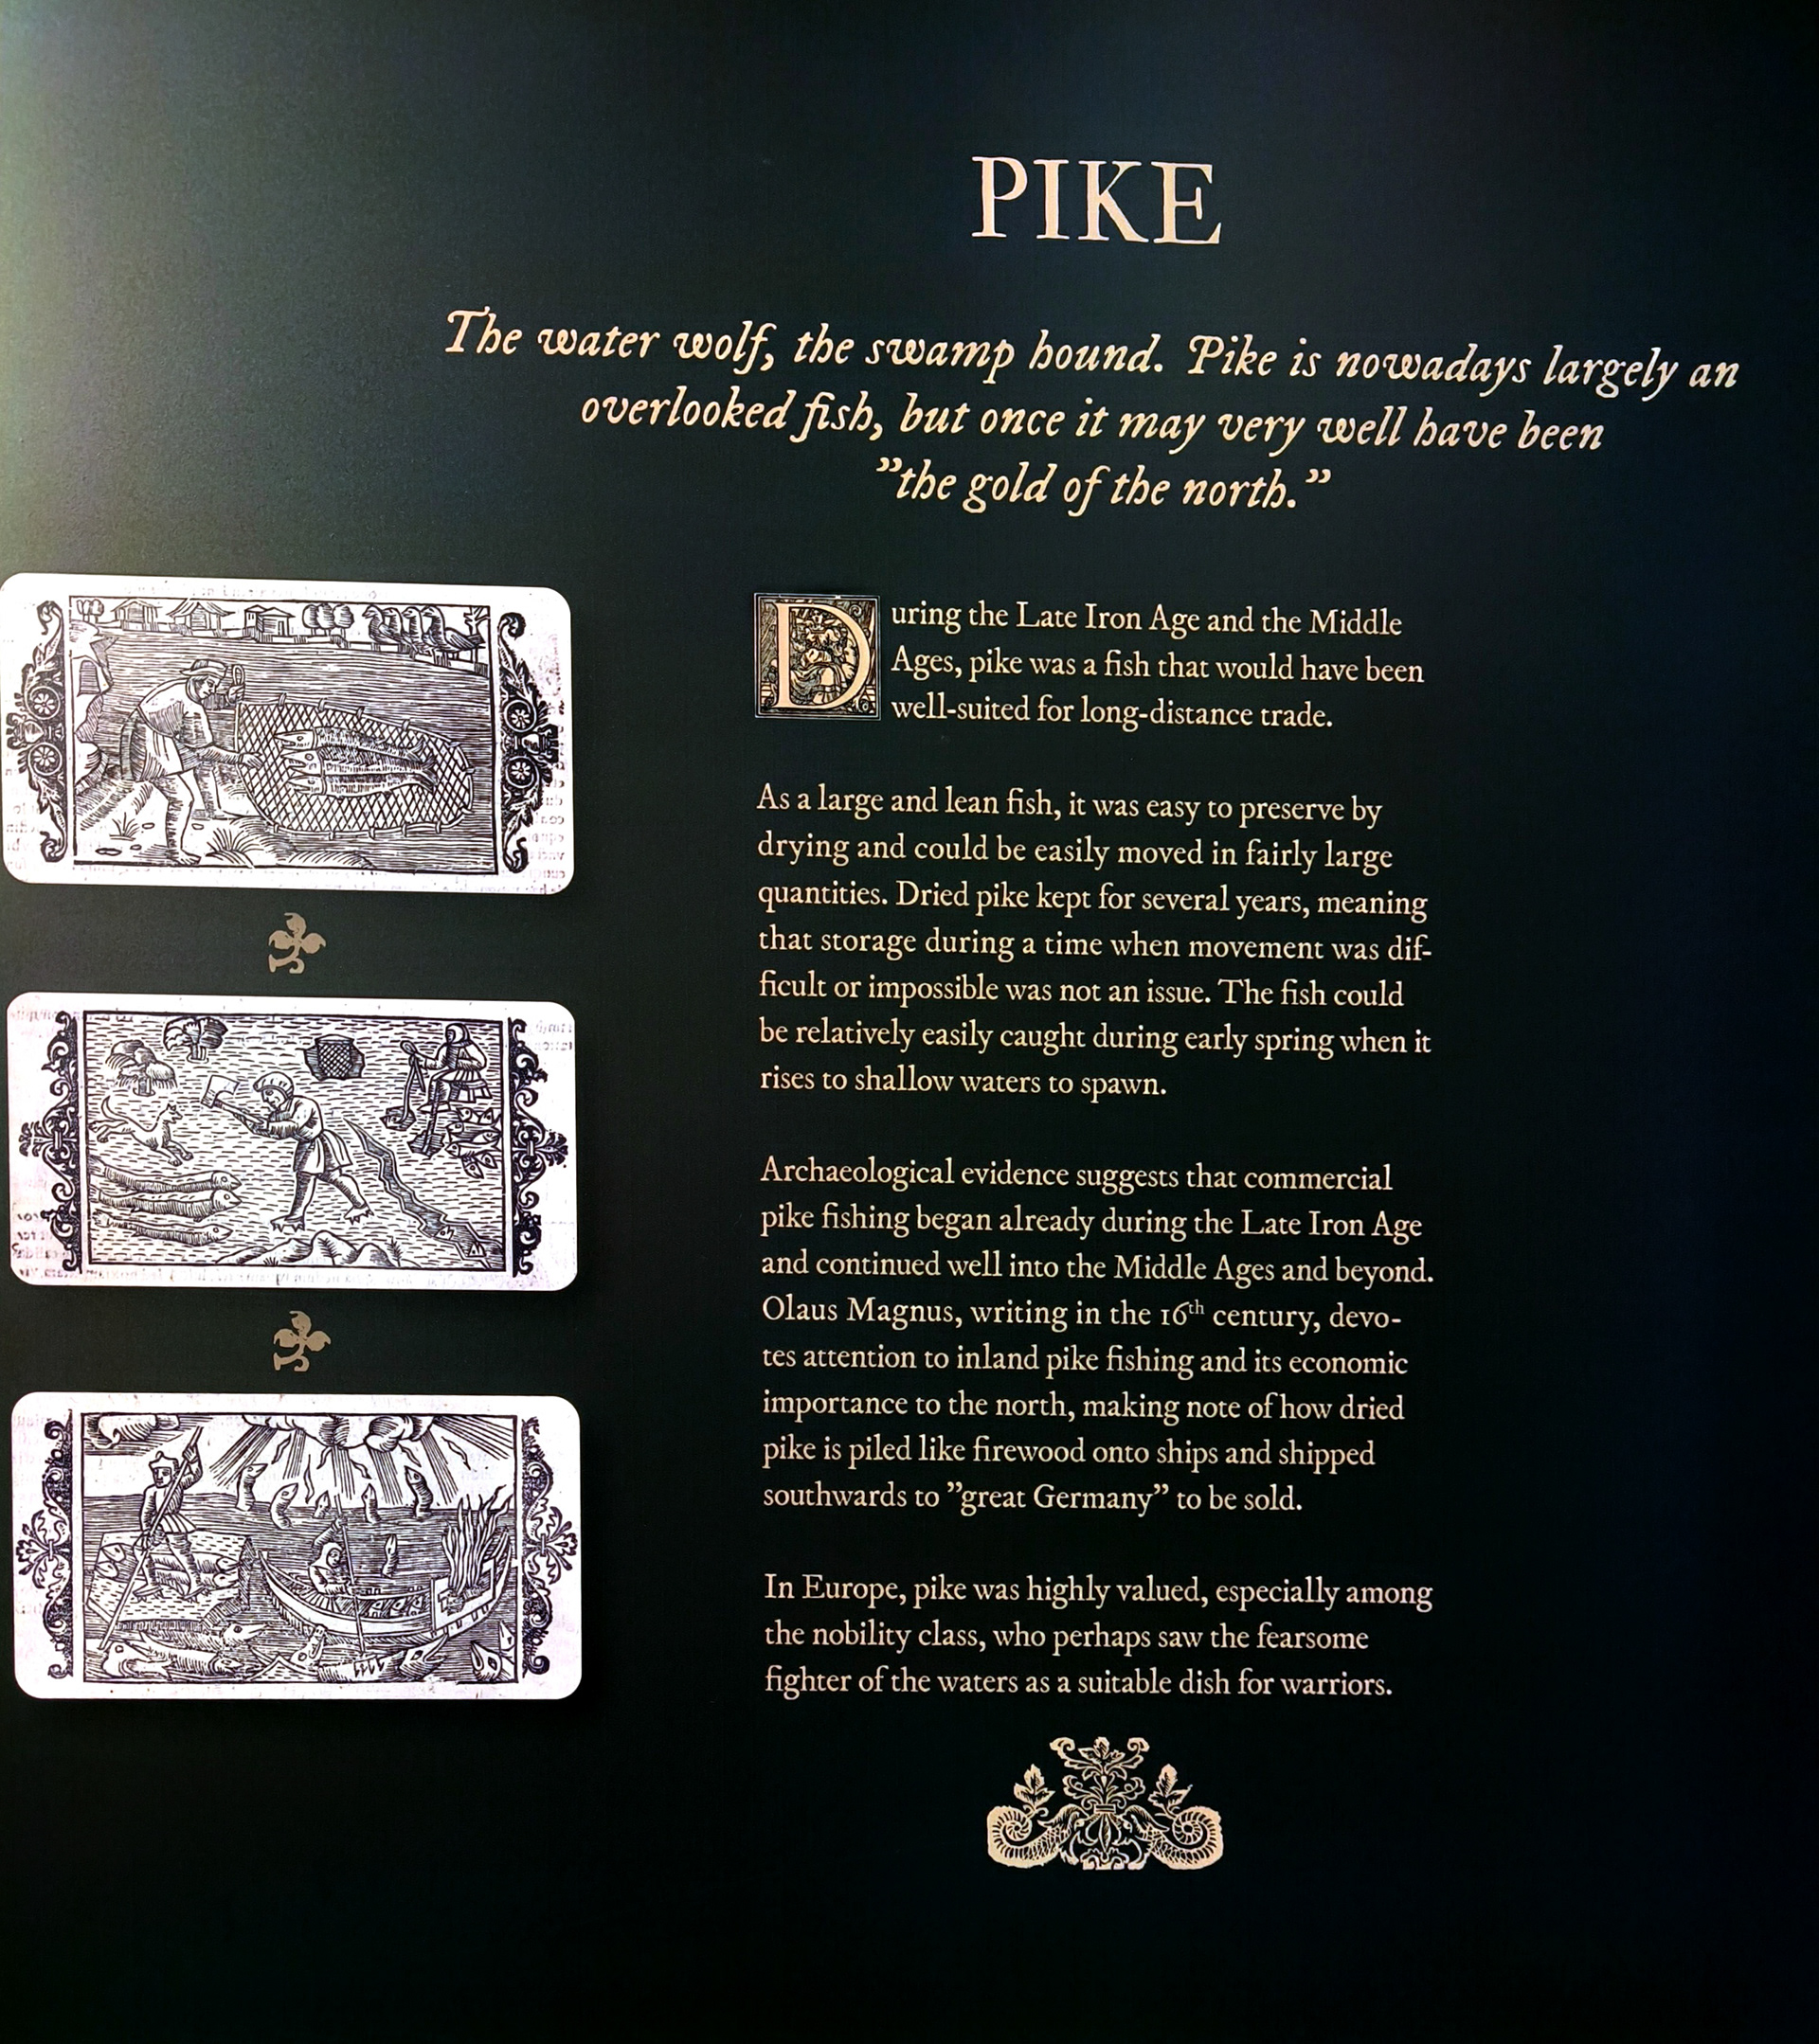 PIKE
The water wolf, the swamp hound. Pike is nowadays largely an
overlooked fish, but once it may very well have been
”the gold of the north.”
During the Late Iron Age and the Middle
Ages, pike was a fish that would have been
well-suited for long-distance trade.
As a large and lean fish, it was easy to preserve by
drying and could be easily moved in fairly large
quantities. Dried pike kept for several years, meaning
that storage during a time when movement was dif-
ficult or impossible was not an issue. The fish could
be relatively easily caught during early spring when it
rises to shallow waters to spawn.
Archaeological evidence suggests that commercial
pike fishing began already during the Late Iron Age
and continued well into the Middle Ages and beyond.
Olaus Magnus, writing in the 16th century, devo-
tes attention to inland pike fishing and its economic
importance to the north, making note of how dried
pike is piled like firewood onto ships and shipped
southwards to ”great Germany” to be sold.
In Europe, pike was highly valued, especially among
the nobility class, who perhaps saw the fearsome
fighter of the waters as a suitable dish for warriors.